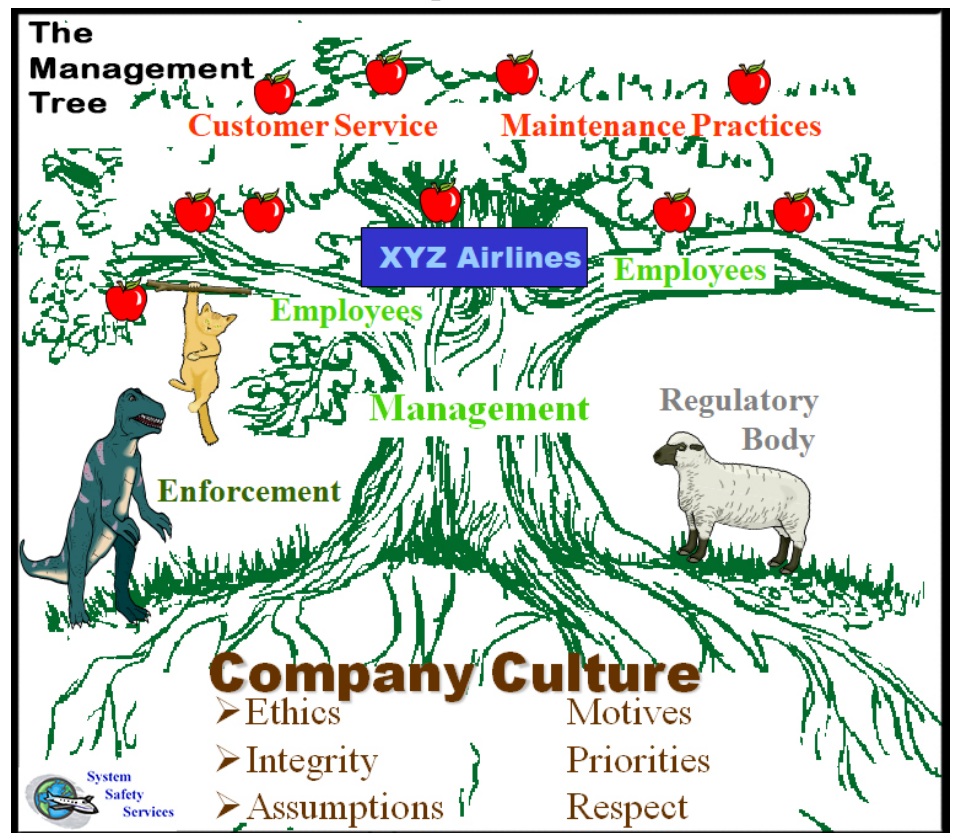 The
Management
Tree
Customer Service
Maintenance Practices
XYZ Airlines
Employees
Employees
Management
Regulatory
Body
Enforcement
Company Culture
➢Ethics
Motives
➢Integrity
Priorities
➢Assumptions
Respect
System
Safety
Services